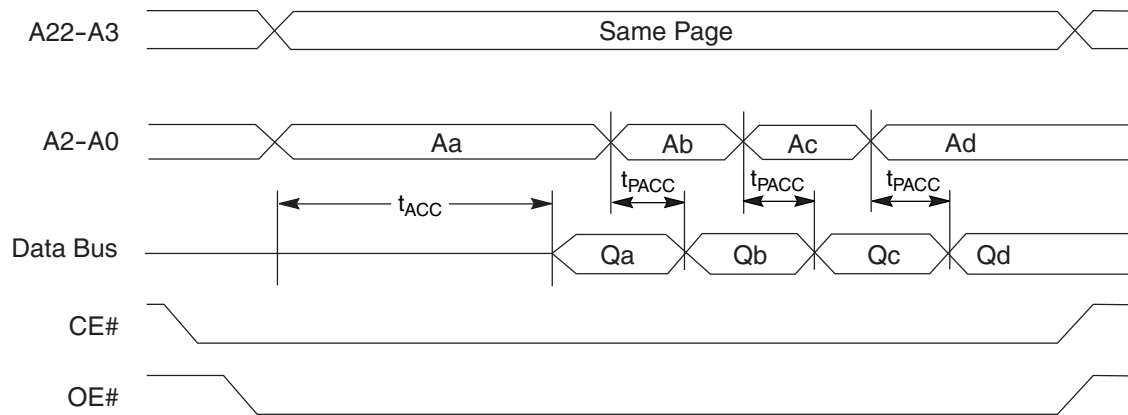 A22-A3
Same Page
A2-A0
Aa
Ab
Ac
Ad
tACC
tPACC
tPACC
tPACC
Data Bus
Qa
Qb
Qc
Qd
CE#
OE#